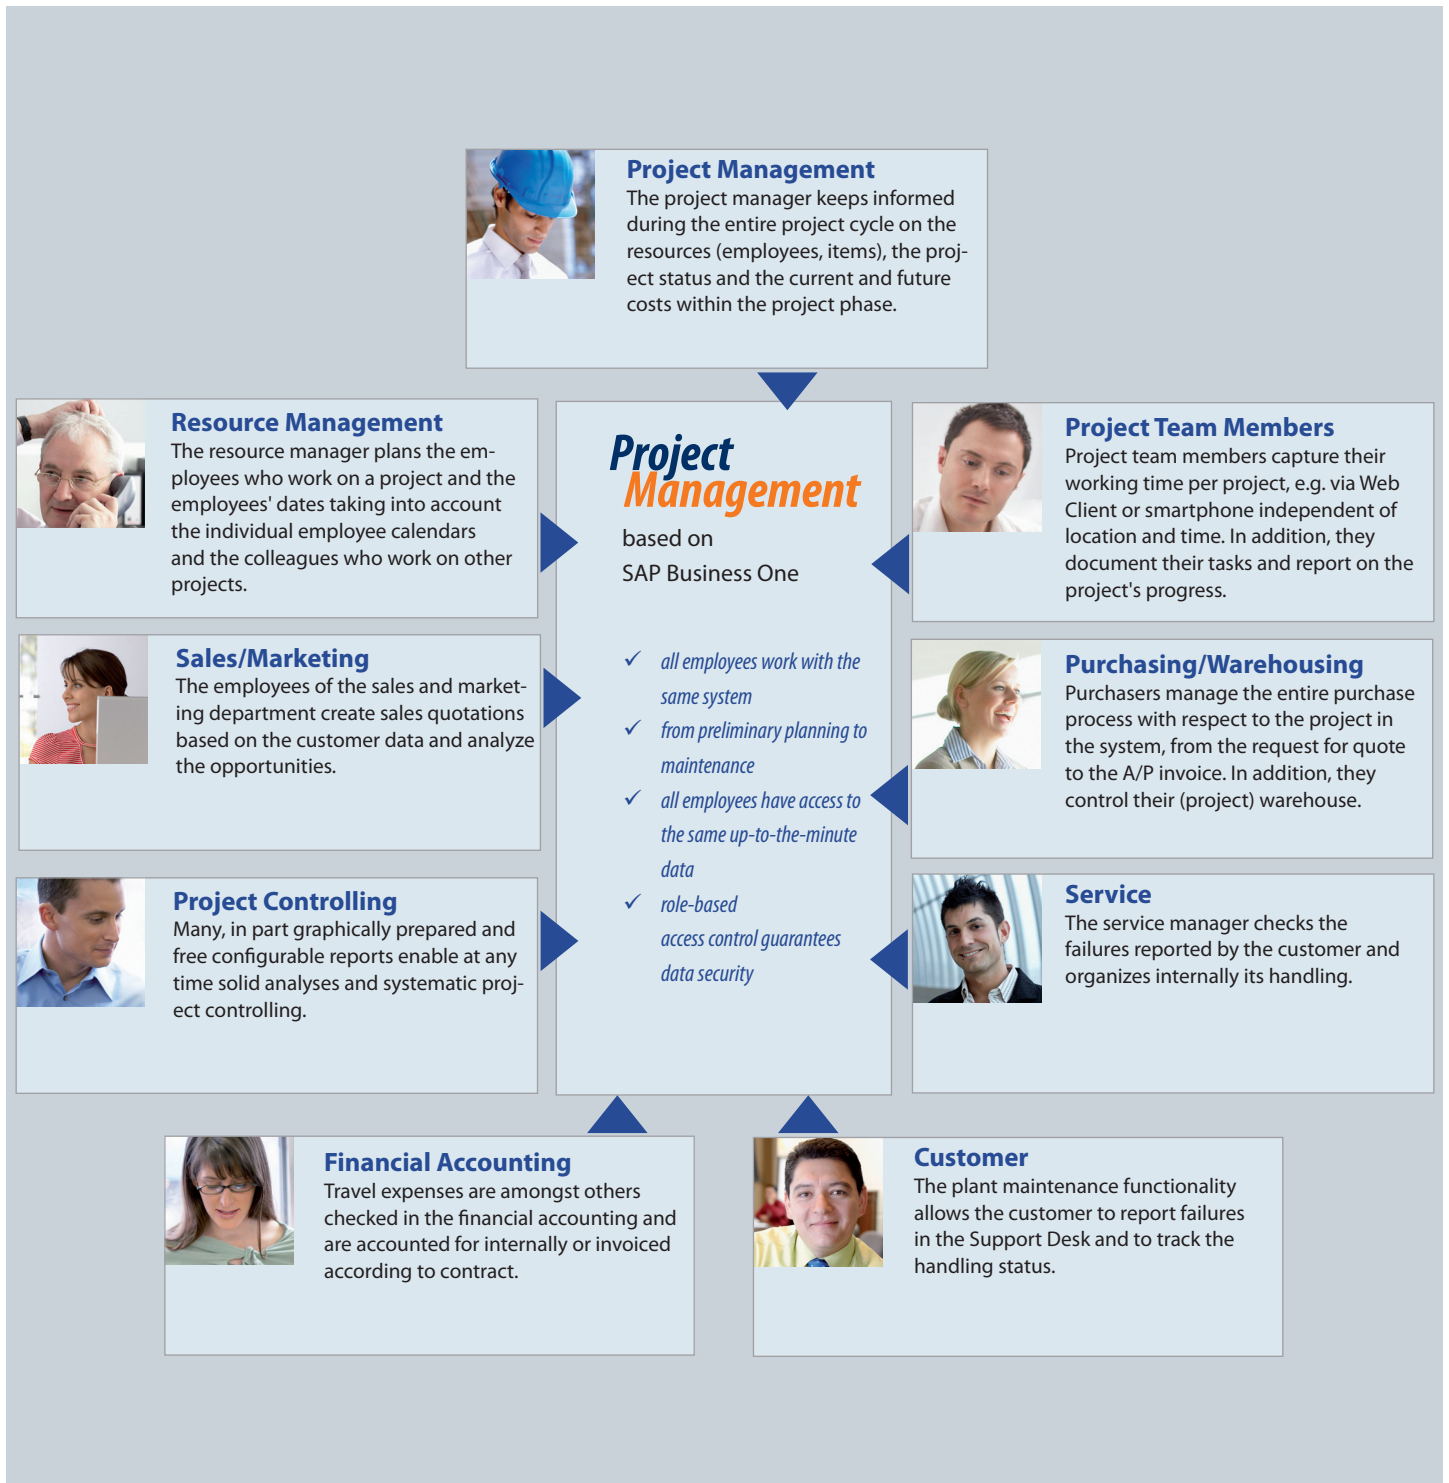 Project Management
The project manager keeps informed
during the entire project cycle on the
resources (employees, items), the proj-
ect status and the current and future
costs within the project phase.
Resource Management
The resource manager plans the em-
ployees who work on a project and the
employees' dates taking into account
the individual employee calendars
and the colleagues who work on other
projects.
Sales/Marketing
The employees of the sales and market-
ing department create sales quotations
based on the customer data and analyze
the opportunities.
Project Controlling
Many, in part graphically prepared and
free configurable reports enable at any
time solid analyses and systematic proj-
ect controlling.
Project
Management
based on
SAP Business One
✓ all employees work with the
same system
✓ from preliminary planning to
maintenance
✓ all employees have access to
the same up-to-the-minute
data
✓ role-based
access control guarantees
data security
Project Team Members
Project team members capture their
working time per project, e.g. via Web
Client or smartphone independent of
location and time. In addition, they
document their tasks and report on the
project's progress.
Purchasing/Warehousing
Purchasers manage the entire purchase
process with respect to the project in
the system, from the request for quote
to the A/P invoice. In addition, they
control their (project) warehouse.
Service
The service manager checks the
failures reported by the customer and
organizes internally its handling.
Financial Accounting
Travel expenses are amongst others
checked in the financial accounting and
are accounted for internally or invoiced
according to contract.
Customer
The plant maintenance functionality
allows the customer to report failures
in the Support Desk and to track the
handling status.